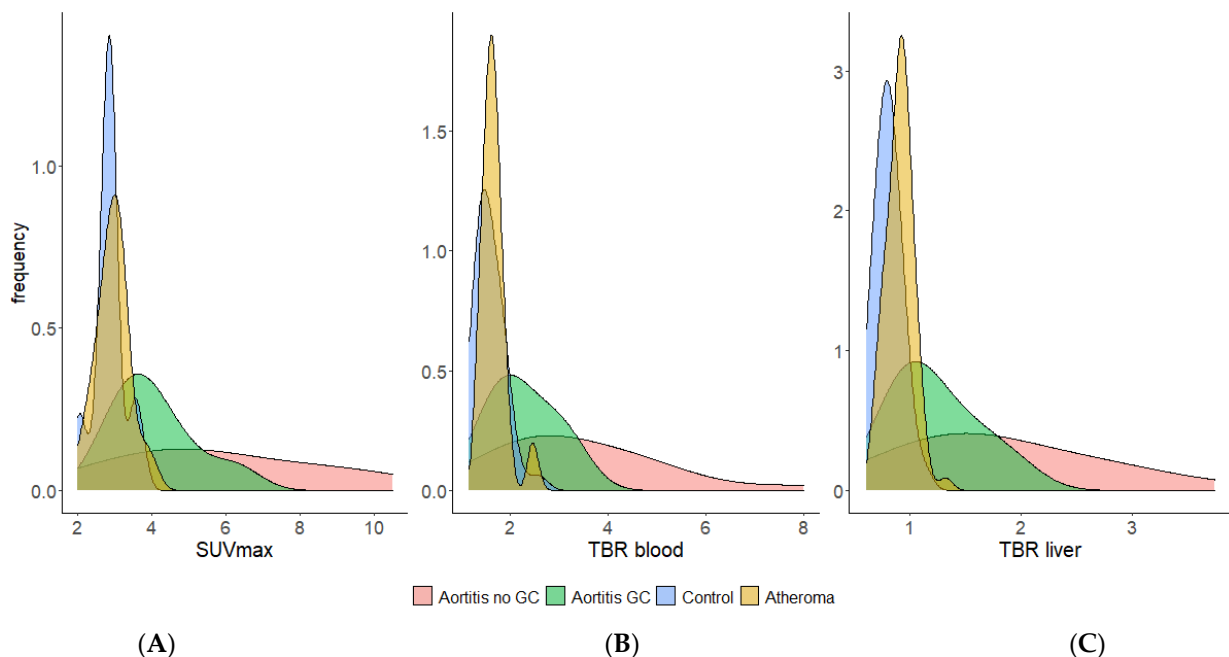 frequency
1.0
0.5
0.0
2 4 6 8 10
SUVmax
1.5
1.0
0.5
0.0
2 4 6 8
TBR blood
3
2
1
0
1 2 3
TBR liver
Aortitis no GC Aortitis GC Control Atheroma
(A) (B) (C)